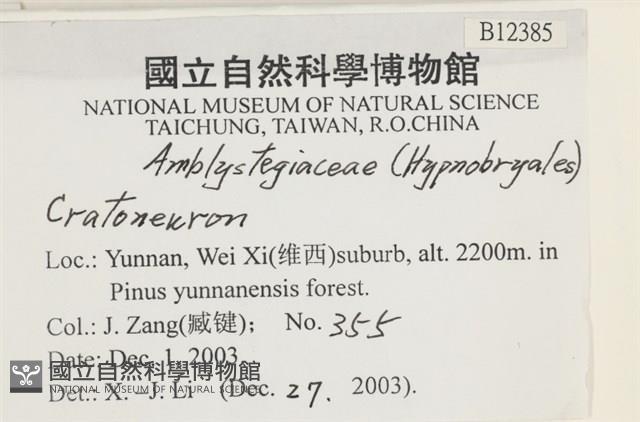 B12385
國立自然科學博物館
NATIONAL MUSEUM OF NATURAL SCIENCE
TAICHUNG, TAIWAN, R.O.CHINA
Amblystegiaceae (Hypnobryales)
Cratoneuron
Loc.: Yunnan, Wei Xi(维西)suburb, alt. 2200m. in
Pinus yunnanensis forest.
Col.: J. Zang(臧键); No. 355
Date: Dec. 1, 2003
國立自然科學博物館
NATIONAL MUSEUM OF NATURAL SCIENCE
Det.: X. -J. Li (Dec. 27. 2003).